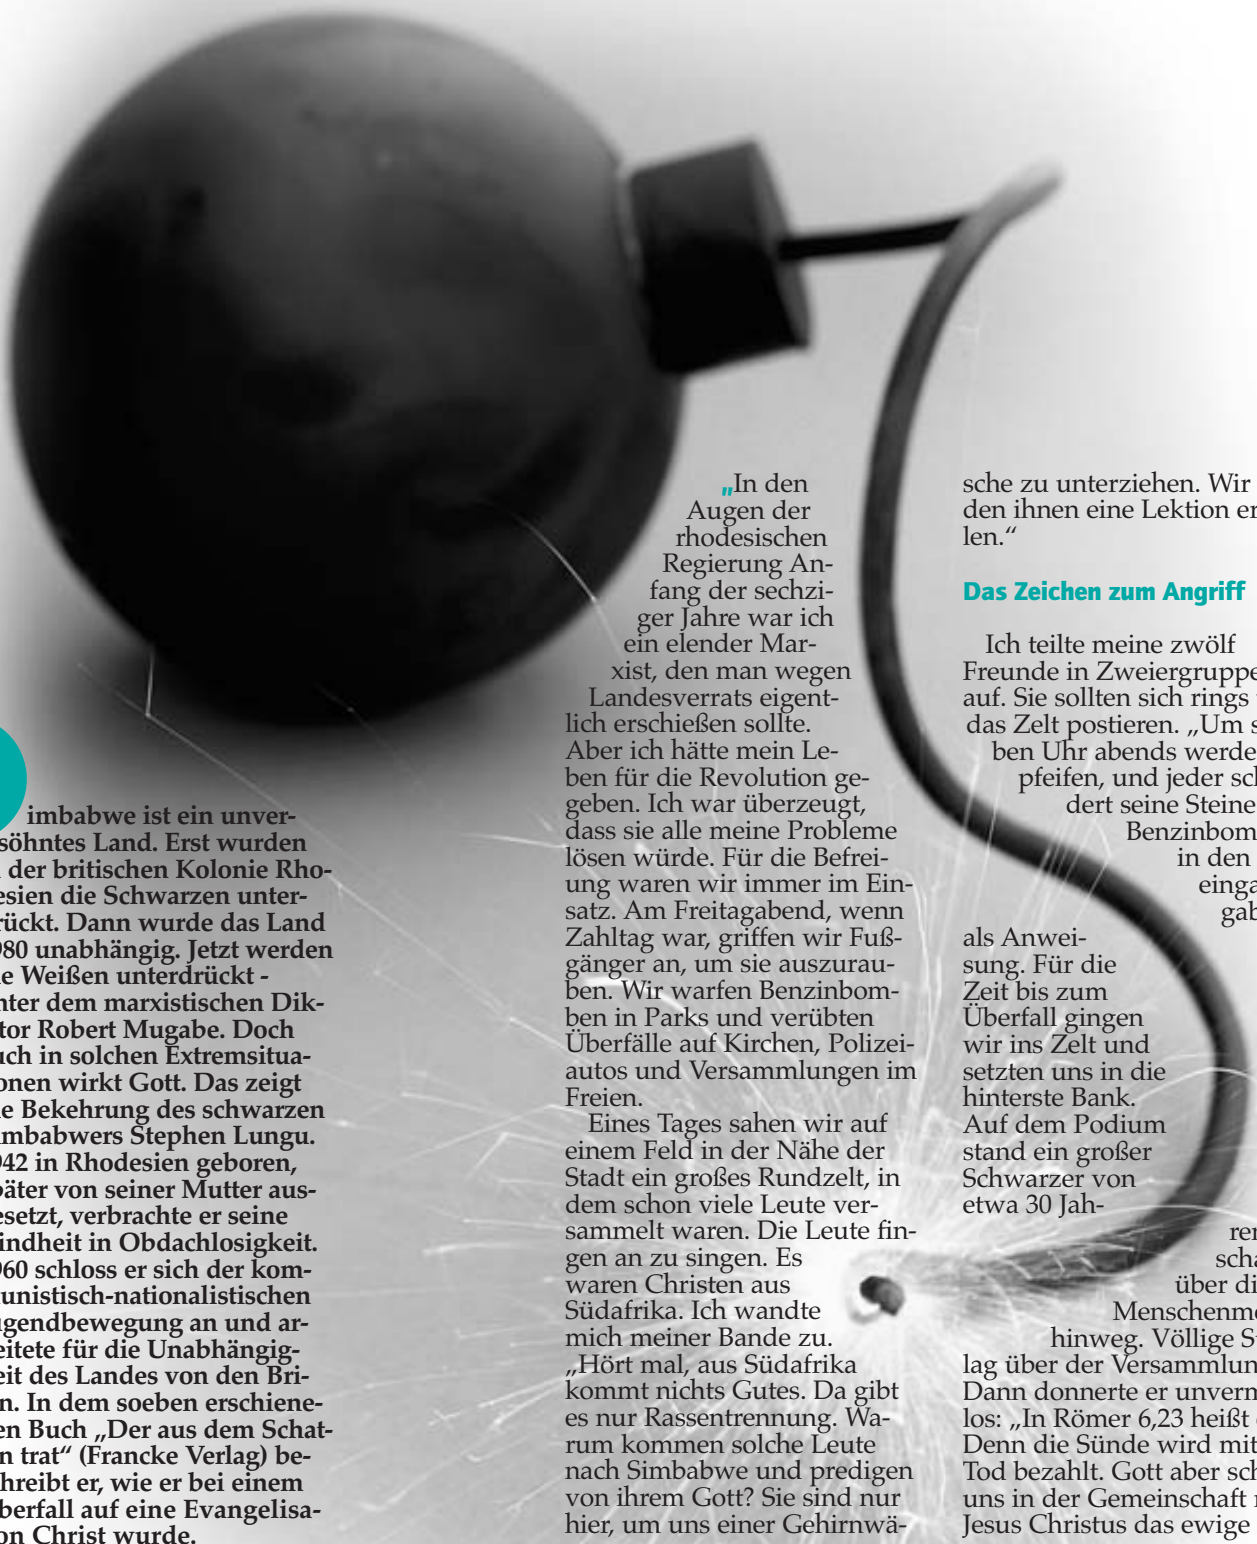 imbabwe ist ein unver-
söhntes Land. Erst wurden
der britischen Kolonie Rho-
esien die Schwarzen unter-
rückt. Dann wurde das Land
980 unabhängig. Jetzt werden
ie Weißen unterdrückt -
nter dem marxistischen Dik-
tor Robert Mugabe. Doch
uch in solchen Extremsitua-
onen wirkt Gott. Das zeigt
ie Bekehrung des schwarzen
imbabwers Stephen Lungu.
942 in Rhodesien geboren,
päter von seiner Mutter aus-
esetzt, verbrachte er seine
indheit in Obdachlosigkeit.
960 schloss er sich der kom-
unistisch-nationalistischen
ugendbewegung an und ar-
eitete für die Unabhängig-
eit des Landes von den Bri-
n. In dem soeben erschiene-
en Buch „Der aus dem Schat-
n trat“ (Francke Verlag) be-
hreibt er, wie er bei einem
berfall auf eine Evangelisa-
on Christ wurde.
„In den
Augen der
rhodesischen
Regierung An-
fang der sechzi-
ger Jahre war ich
ein elender Mar-
xist, den man wegen
Landesverrats eigent-
lich erschießen sollte.
Aber ich hätte mein Le-
ben für die Revolution ge-
geben. Ich war überzeugt,
dass sie alle meine Probleme
lösen würde. Für die Befrei-
ung waren wir immer im Ein-
satz. Am Freitagabend, wenn
Zahltag war, griffen wir Fuß-
gänger an, um sie auszurau-
ben. Wir warfen Benzinbom-
ben in Parks und verübten
Überfälle auf Kirchen, Polizei-
autos und Versammlungen im
Freien.
Eines Tages sahen wir auf
einem Feld in der Nähe der
Stadt ein großes Rundzelt, in
dem schon viele Leute ver-
sammelt waren. Die Leute fin-
gen an zu singen. Es
waren Christen aus
Südafrika. Ich wandte
mich meiner Bande zu.
„Hört mal, aus Südafrika
kommt nichts Gutes. Da gibt
es nur Rassentrennung. Wa-
rum kommen solche Leute
nach Simbabwe und predigen
von ihrem Gott? Sie sind nur
hier, um uns einer Gehirnwä-
sche zu unterziehen. Wir
den ihnen eine Lektion er
len.“
Das Zeichen zum Angriff
Ich teilte meine zwölf
Freunde in Zweiergruppe
auf. Sie sollten sich rings
das Zelt postieren. „Um s
ben Uhr abends werde
pfeifen, und jeder sch
dert seine Steine
Benzinbom
in den
einga
gab
als Anwei-
sung. Für die
Zeit bis zum
Überfall gingen
wir ins Zelt und
setzten uns in die
hinterste Bank.
Auf dem Podium
stand ein großer
Schwarzer von
etwa 30 Jah-
ren
scha
über di
Menschenme
hinweg. Völlige S
lag über der Versammlun
Dann donnerte er unverm
los: „In Römer 6,23 heißt
Denn die Sünde wird mit
Tod bezahlt. Gott aber sch
uns in der Gemeinschaft
Jesus Christus das ewige